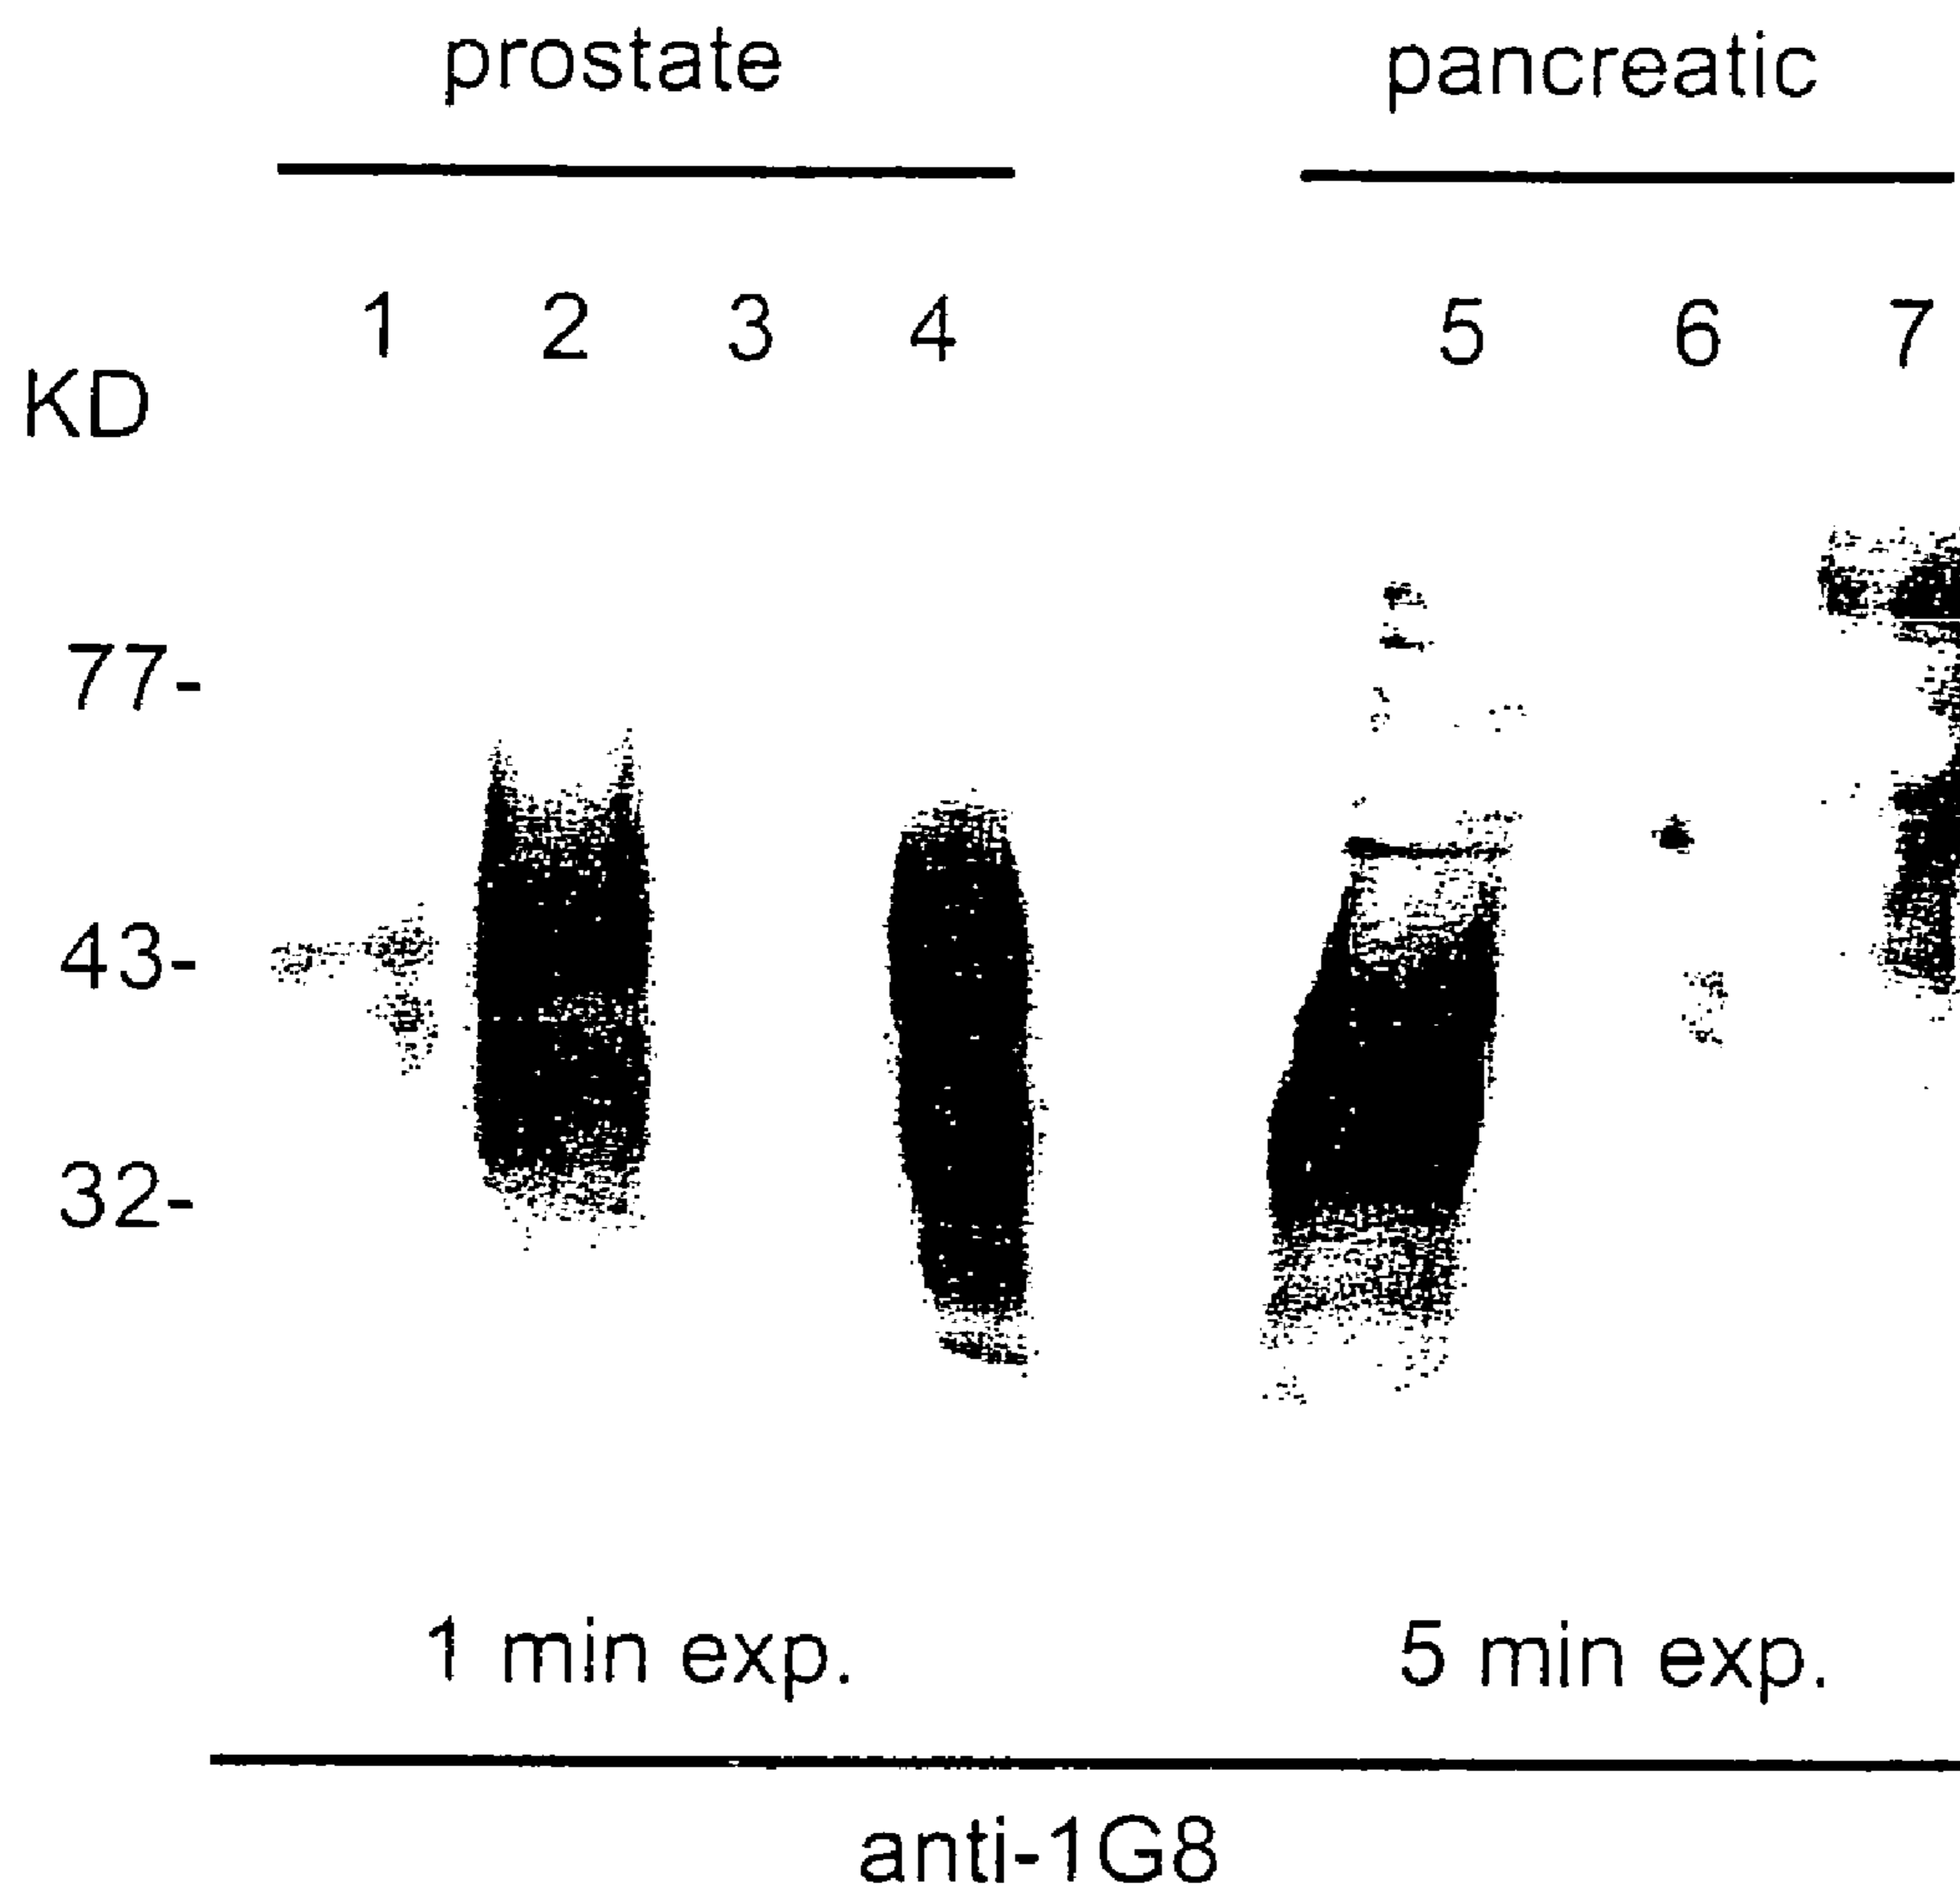 prostate pancreatic
1 2 3 4 5 6 7
KD
77-
43-
32-
1 min exp. 5 min exp.
anti-1G8